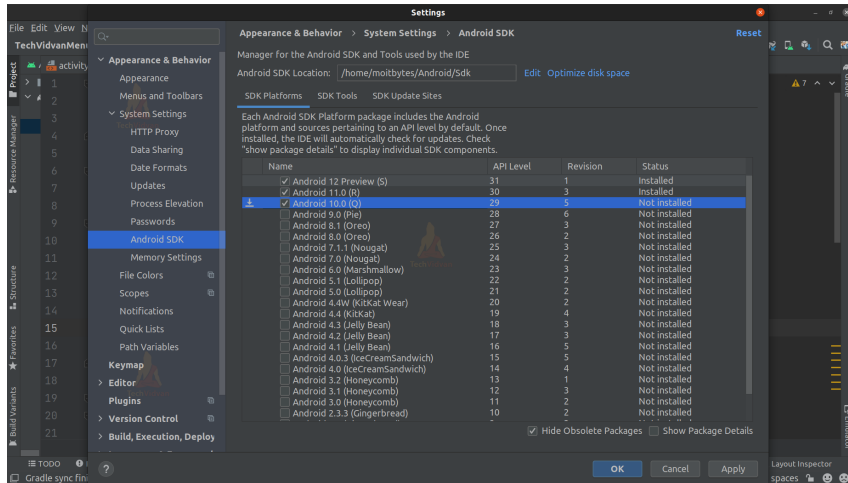 Settings
File Edit View N
TechVidvanMen
activity
Appearance & Behavior > System Settings > Android SDK
Reset
Manager for the Android SDK and Tools used by the IDE
Android SDK Location: /home/moitbytes/Android/Sdk Edit Optimize disk space
SDK Platforms SDK Tools SDK Update Sites
Each Android SDK Platform package includes the Android
platform and sources pertaining to an API level by default. Once
installed, the IDE will automatically check for updates. Check
"show package details" to display individual SDK components.
Name API Level Revision Status
Android 12 Preview (S) 31 1 Installed
Android 11.0 (R) 30 3 Installed
Android 10.0 (Q) 29 5 Not installed
Android 9.0 (Pie) 28 6 Not installed
Android 8.1 (Oreo) 27 3 Not installed
Android 8.0 (Oreo) 26 2 Not installed
Android 7.1.1 (Nougat) 25 3 Not installed
Android 7.0 (Nougat) 24 2 Not installed
Android 6.0 (Marshmallow) 23 3 Not installed
Android 5.1 (Lollipop) 22 2 Not installed
Android 5.0 (Lollipop) 21 2 Not installed
Android 4.4W (KitKat Wear) 20 2 Not installed
Android 4.4 (KitKat) 19 4 Not installed
Android 4.3 (Jelly Bean) 18 3 Not installed
Android 4.2 (Jelly Bean) 17 3 Not installed
Android 4.1 (Jelly Bean) 16 5 Not installed
Android 4.0.3 (IceCreamSandwich) 15 5 Not installed
Android 4.0 (IceCreamSandwich) 14 4 Not installed
Android 3.2 (Honeycomb) 13 1 Not installed
Android 3.1 (Honeycomb) 12 3 Not installed
Android 3.0 (Honeycomb) 11 2 Not installed
Android 2.3.3 (Gingerbread) 10 2 Not installed
Hide Obsolete Packages Show Package Details
Appearance & Behavior
Appearance
Menus and Toolbars
System Settings
HTTP Proxy
Data Sharing
Date Formats
Updates
Process Elevation
Passwords
Android SDK
Memory Settings
File Colors
Scopes
Notifications
Quick Lists
Path Variables
Keymap
Editor
Plugins
Version Control
Build, Execution, Deploy
?
OK Cancel Apply
Project
Resource Manager
Structure
Favorites
Build Variants
1
2
3
4
5
6
7
8
9
10
11
12
13
14
15
16
17
18
19
20
21
7
TODO
Gradle sync fin
Layout Inspector
spaces